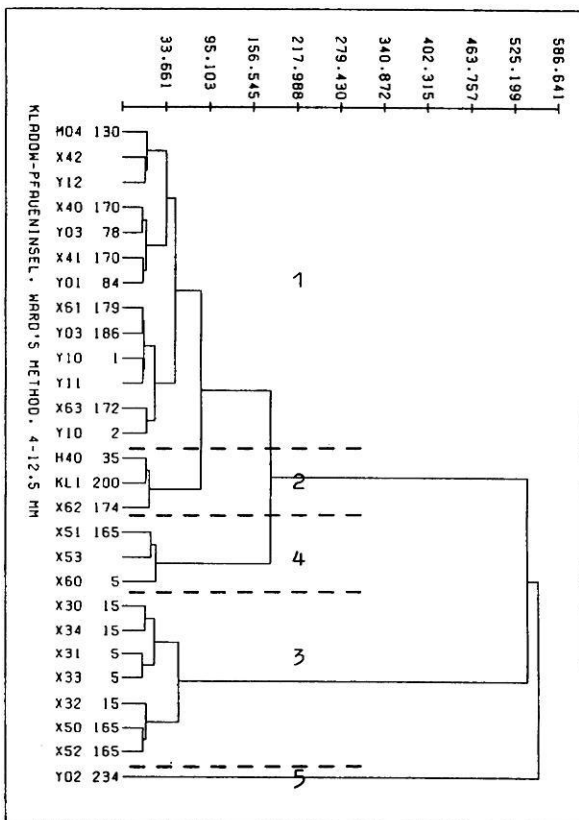 33.661
95.103
156.545
217.988
279.430
340.872
402.315
463.757
525.199
586.641
M04 130
X42
Y12
X40 170
Y03 78
X41 170
Y01 84
X61 179
Y03 186
Y10 1
Y11
X63 172
Y10 2
H40 35
KL1 200
X62 174
X51 165
X53
X60 5
X30 15
X34 15
X31 5
X33 5
X32 15
X50 165
X52 165
Y02 234
1
2
4
3
5
KLADOW-PFAUENINSEL. WARD'S METHOD. 4-12.5 MM